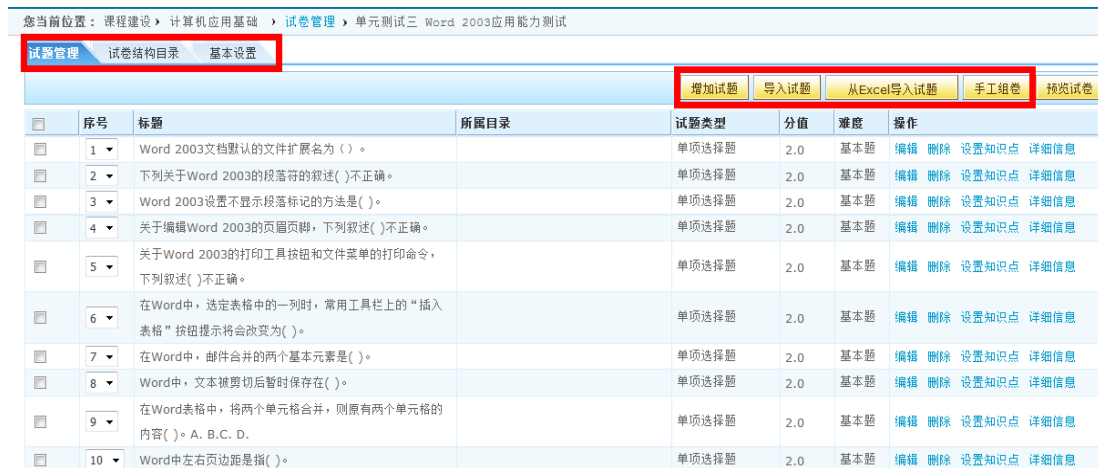 您当前位置: 课程建设 › 计算机应用基础 › 试卷管理 › 单元测试三 Word 2003应用能力测试
试题管理 试卷结构目录 基本设置
增加试题 导入试题 从Excel导入试题 手工组卷 预览试卷
序号 标题 所属目录 试题类型 分值 难度 操作
1 Word 2003文档默认的文件扩展名为 ( ) 。 单项选择题 2.0 基本题 编辑 删除 设置知识点 详细信息
2 下列关于Word 2003的段落符的叙述( )不正确。 单项选择题 2.0 基本题 编辑 删除 设置知识点 详细信息
3 Word 2003设置不显示段落标记的方法是( )。 单项选择题 2.0 基本题 编辑 删除 设置知识点 详细信息
4 关于编辑Word 2003的页眉页脚，下列叙述( )不正确。 单项选择题 2.0 基本题 编辑 删除 设置知识点 详细信息
关于Word 2003的打印工具按钮和文件菜单的打印命令，
5 下列叙述( )不正确。 单项选择题 2.0 基本题 编辑 删除 设置知识点 详细信息
在Word中，选定表格中的一列时，常用工具栏上的“插入
6 表格”按钮提示将会改变为( )。 单项选择题 2.0 基本题 编辑 删除 设置知识点 详细信息
7 在Word中，邮件合并的两个基本元素是( )。 单项选择题 2.0 基本题 编辑 删除 设置知识点 详细信息
8 Word中，文本被剪切后暂时保存在( )。 单项选择题 2.0 基本题 编辑 删除 设置知识点 详细信息
在Word表格中，将两个单元格合并，则原有两个单元格的
9 内容( )。A. B.C. D. 单项选择题 2.0 基本题 编辑 删除 设置知识点 详细信息
10 Word中左右页边距是指( )。 单项选择题 2.0 基本题 编辑 删除 设置知识点 详细信息